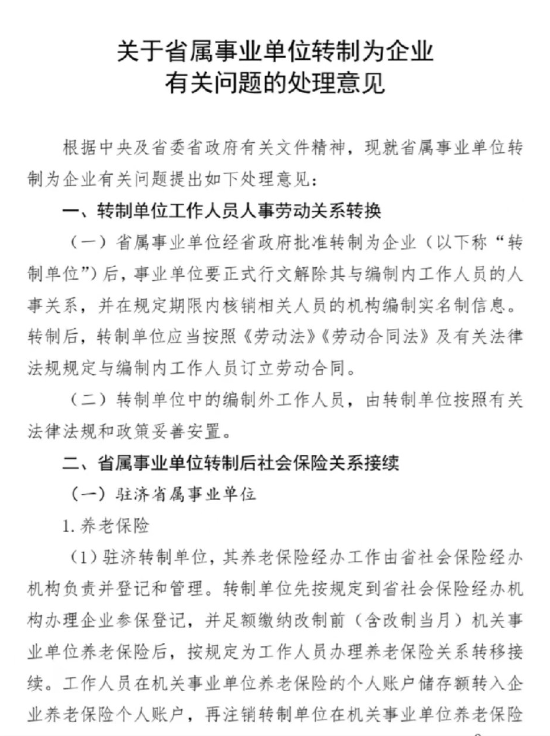 关于省属事业单位转制为企业
有关问题的处理意见
根据中央及省委省政府有关文件精神，现就省属事业单位转
制为企业有关问题提出如下处理意见：
一、转制单位工作人员人事劳动关系转换
（一）省属事业单位经省政府批准转制为企业（以下称“转
制单位”）后，事业单位要正式行文解除其与编制内工作人员的人
事关系，并在规定期限内核销相关人员的机构编制实名制信息。
转制后，转制单位应当按照《劳动法》《劳动合同法》及有关法律
法规规定与编制内工作人员订立劳动合同。
（二）转制单位中的编制外工作人员，由转制单位按照有关
法律法规和政策妥善安置。
二、省属事业单位转制后社会保险关系接续
（一）驻济省属事业单位
1.养老保险
（1）驻济转制单位，其养老保险经办工作由省社会保险经办
机构负责并登记和管理。转制单位先按规定到省社会保险经办机
构办理企业参保登记，并足额缴纳改制前（含改制当月）机关事
业单位养老保险后，按规定为工作人员办理养老保险关系转移接
续。工作人员在机关事业单位养老保险的个人账户储存额转入企
业养老保险个人账户，再注销转制单位在机关事业单位养老保险